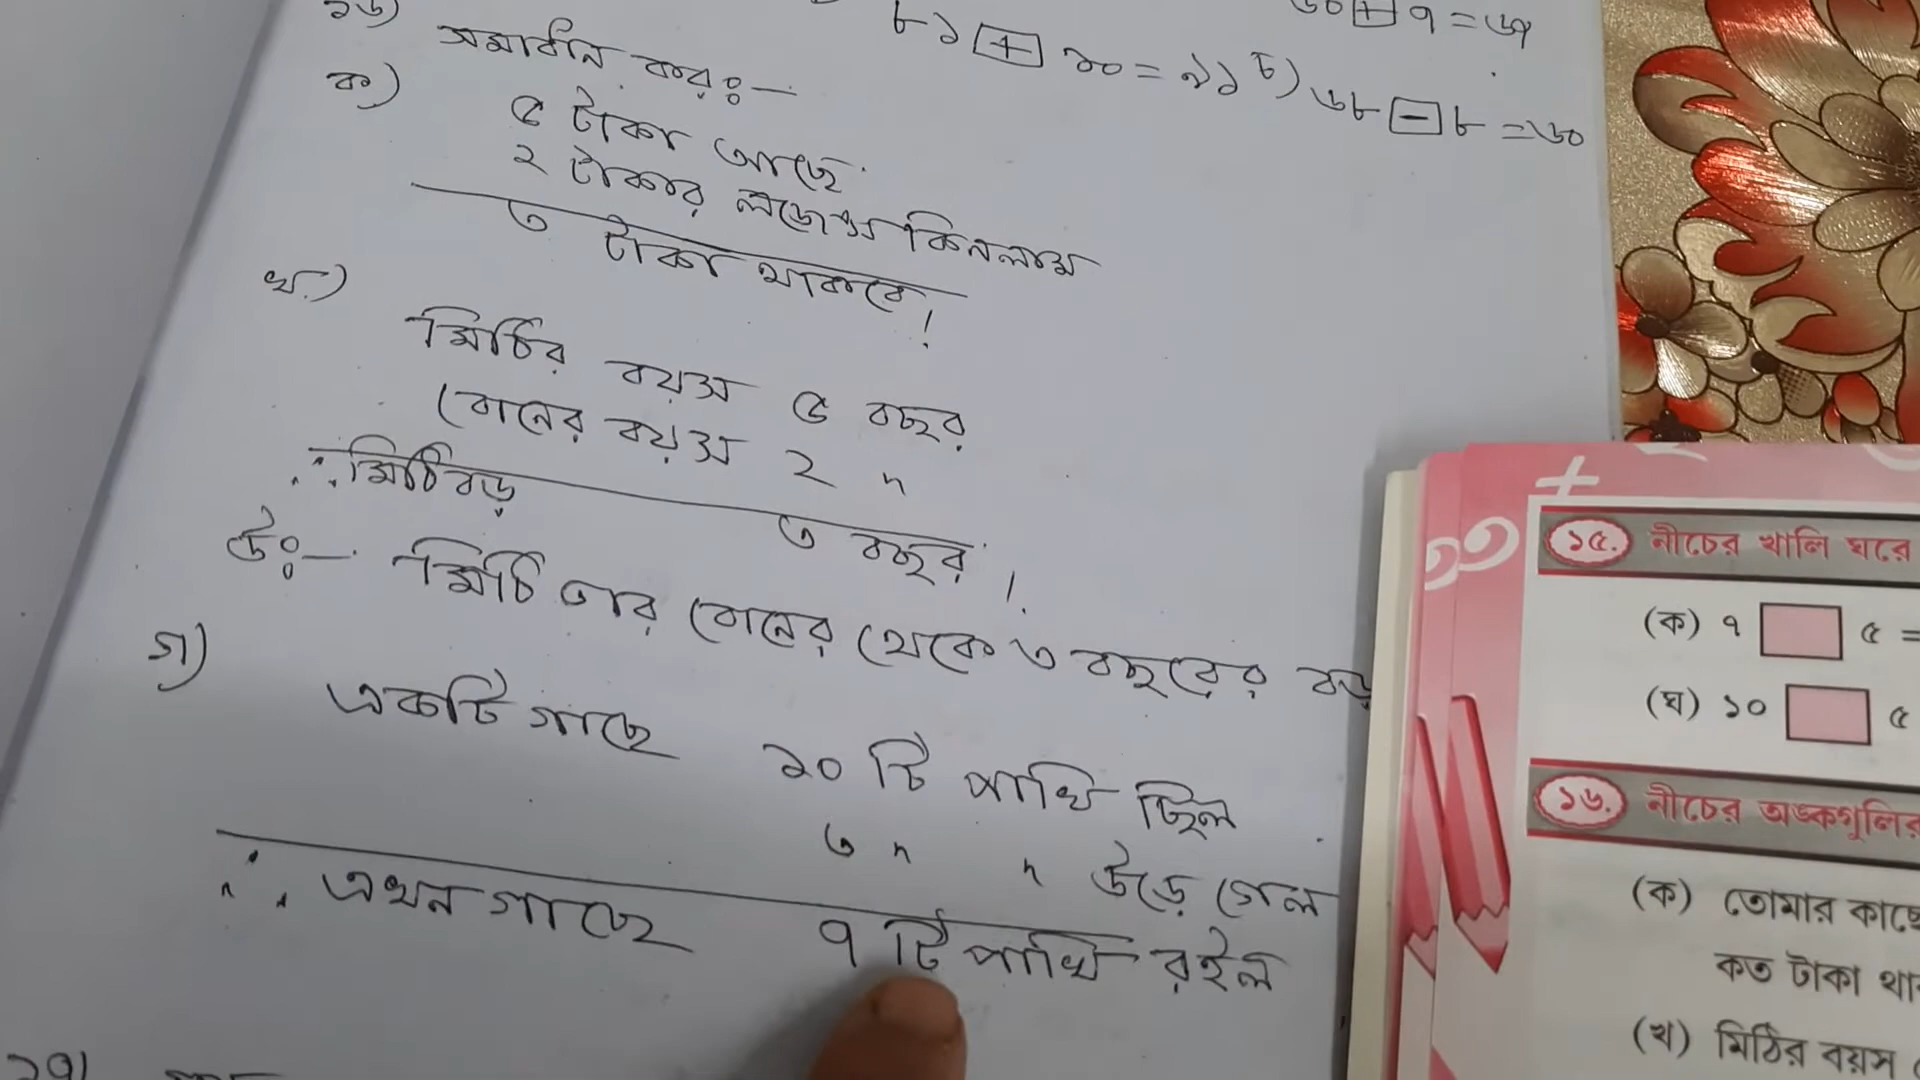 ৬০ + ৭ = ৬৭
৮১ + ১০ = ৯১
৮) ৬৮ - ৮ = ৬০
১৬)
সমাধান করঃ—
ক)
৫ টাকা আছে
২ টাকার লজেন্স কিনলাম
৩ টাকা থাকবে।
খ)
মিঠির বয়স ৫ বছর
বোনের বয়স ২ "
∴ মিঠি বড় ৩ বছর।
উঃ— মিঠি তার বোনের থেকে ৩ বছরের বড়
গ)
একটি গাছে ১০ টি পাখি ছিল
৩ " " উড়ে গেল
∴ এখন গাছে ৭ টি পাখি রইল
১৭।
১৫. নীচের খালি ঘরে
(ক) ৭ ৫ =
(ঘ) ১০ ৫
১৬. নীচের অঙ্কগুলির
(ক) তোমার কাছে
কত টাকা
(খ) মিঠির বয়স